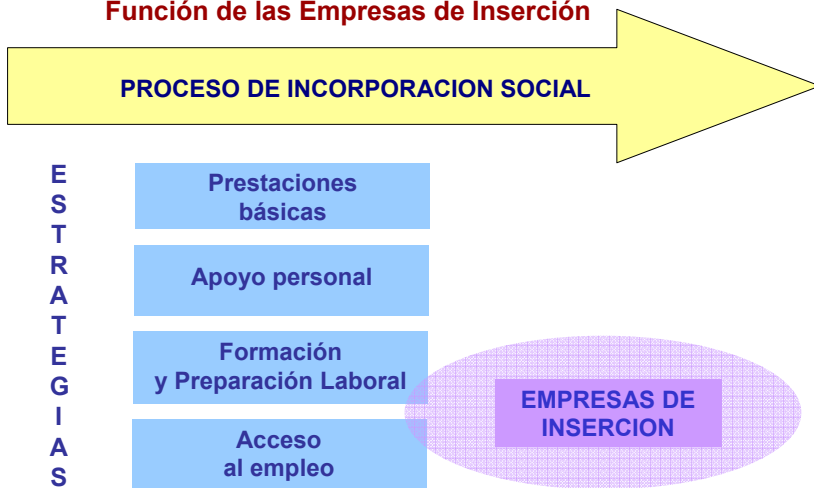 Función de las Empresas de Inserción
PROCESO DE INCORPORACION SOCIAL
ESTRATEGIAS
Prestaciones
básicas
Apoyo personal
Formación
y Preparación Laboral
Acceso
al empleo
EMPRESAS DE
INSERCION